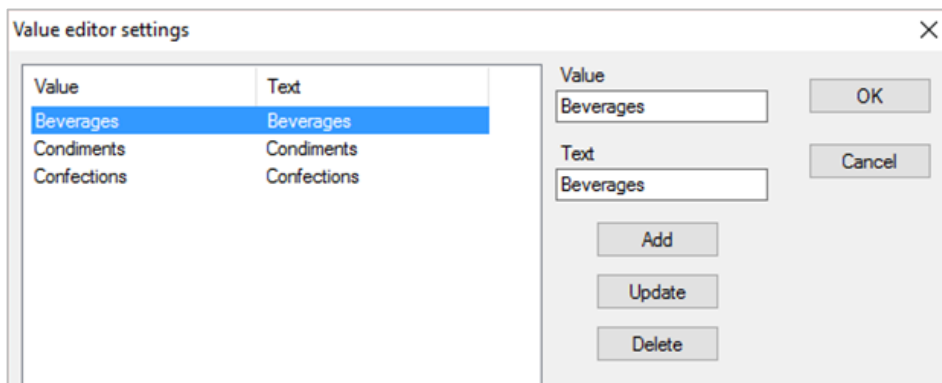 Value editor settings
Value Text
Beverages Beverages
Condiments Condiments
Confections Confections
Value
Beverages
Text
Beverages
Add
Update
Delete
OK
Cancel